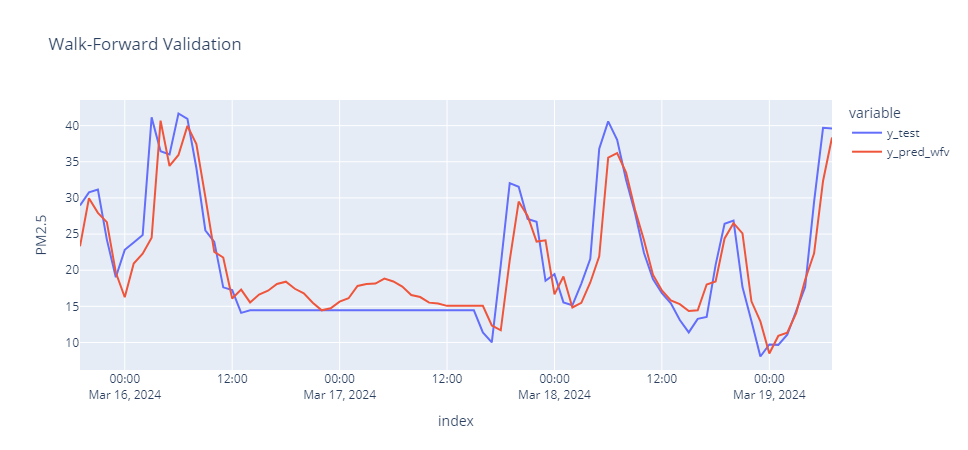 Walk-Forward Validation
variable
y_test
y_pred_wfv
PM2.5
40
35
30
25
20
15
10
00:00
Mar 16, 2024
12:00
00:00
Mar 17, 2024
12:00
00:00
Mar 18, 2024
12:00
00:00
Mar 19, 2024
index